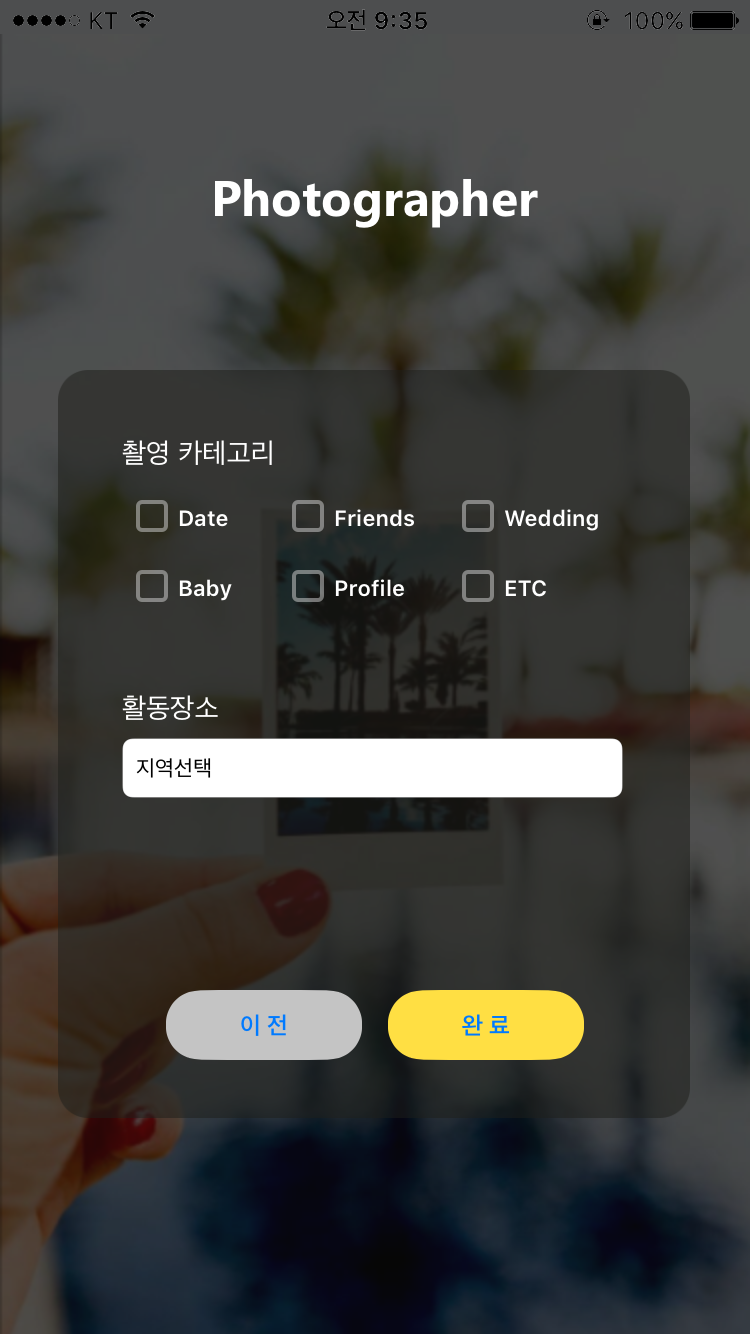 KT 오전 9:35 100%
Photographer
촬영 카테고리
Date Friends Wedding
Baby Profile ETC
활동장소
지역선택
이 전 완 료